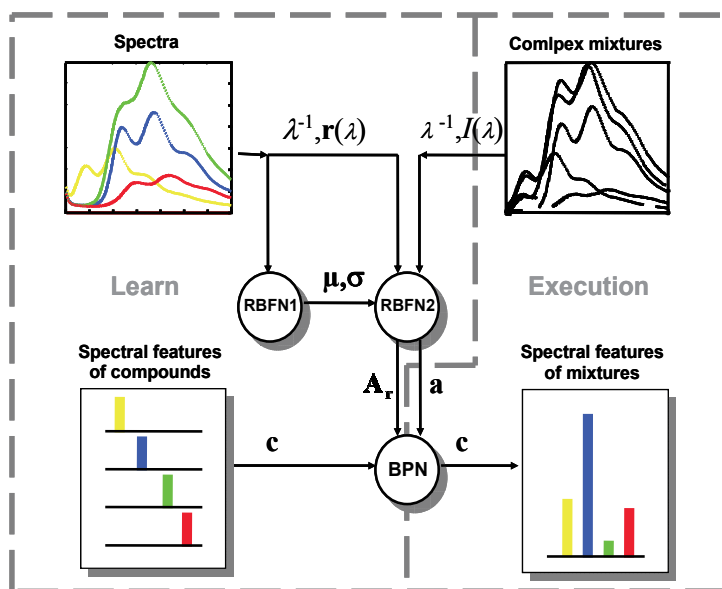 Spectra
Comlpex mixtures
λ⁻¹,r(λ)
λ⁻¹,I(λ)
Learn
Execution
RBFN1
μ,σ
RBFN2
Spectral features
of compounds
Spectral features
of mixtures
Aᵣ
a
c
BPN
c